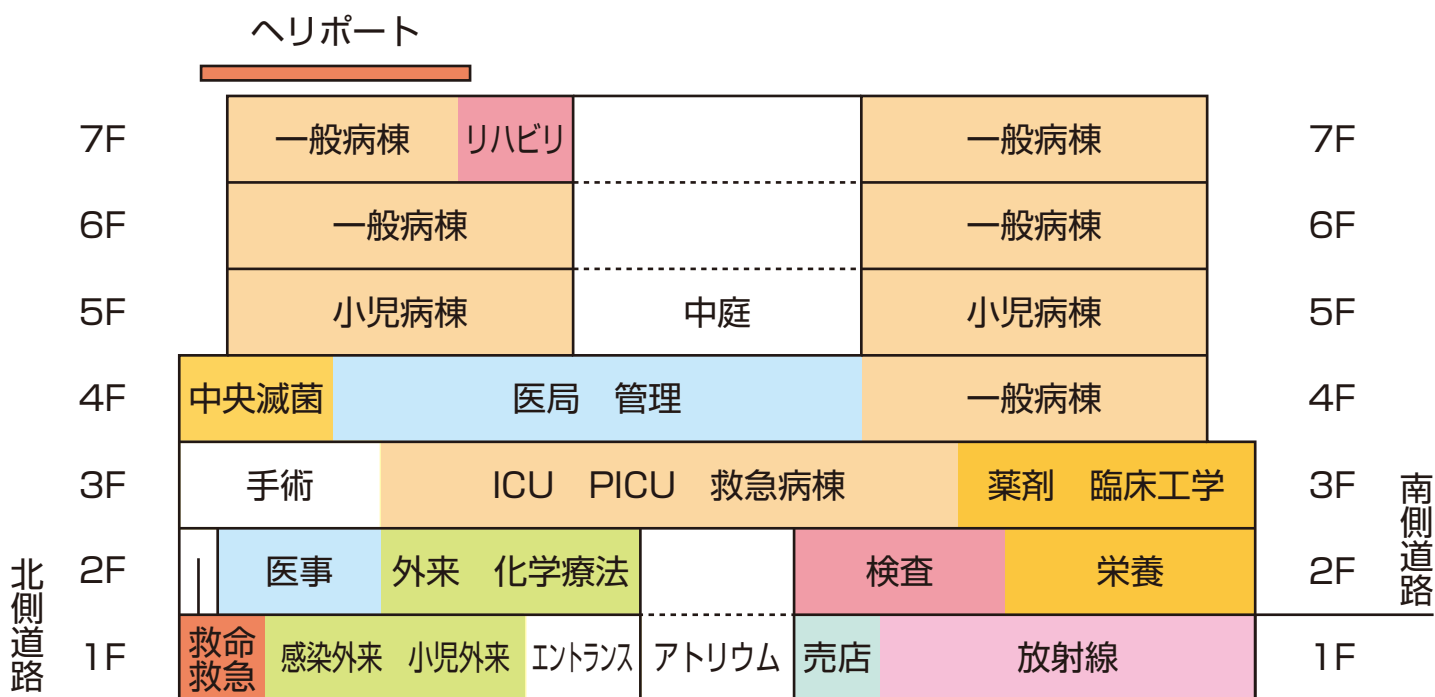 ヘリポート
7F 一般病棟 リハビリ 一般病棟 7F
6F 一般病棟 一般病棟 6F
5F 小児病棟 中庭 小児病棟 5F
4F 中央滅菌 医局 管理 一般病棟 4F
3F 手術 ICU PICU 救急病棟 薬剤 臨床工学 3F
2F 医事 外来 化学療法 検査 栄養 2F
1F 救命
救急 感染外来 小児外来 エントランス アトリウム 売店 放射線 1F
北側道路
南側道路